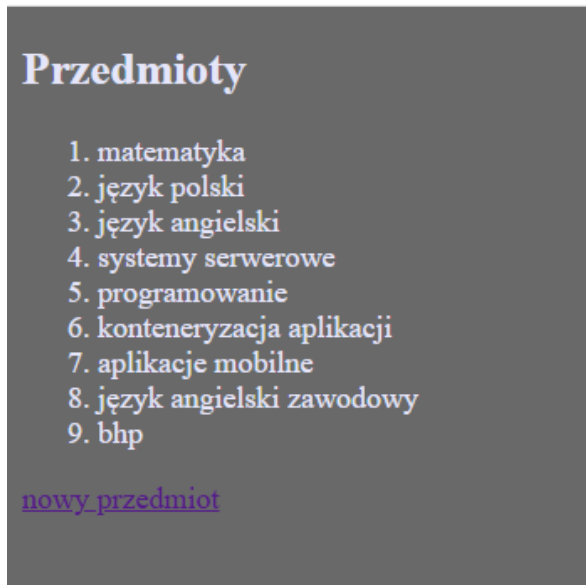 Przedmioty
1. matematyka
2. język polski
3. język angielski
4. systemy serwerowe
5. programowanie
6. konteneryzacja aplikacji
7. aplikacje mobilne
8. język angielski zawodowy
9. bhp
nowy przedmiot